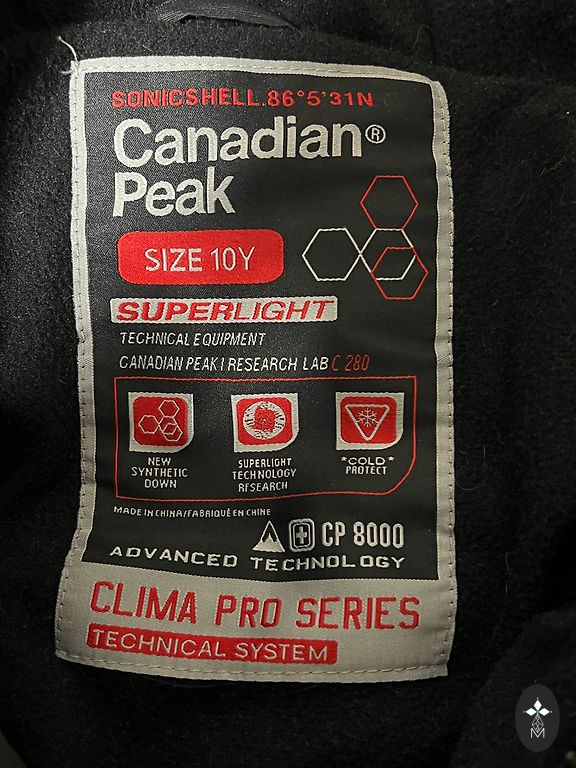 SONICSHELL.86°5'31N
Canadian®
Peak
SIZE 10Y
SUPERLIGHT
TECHNICAL EQUIPMENT
CANADIAN PEAK I RESEARCH LAB C 280
NEW
SYNTHETIC
DOWN
SUPERLIGHT
TECHNOLOGY
RESEARCH
*COLD*
PROTECT
MADE IN CHINA/FABRIQUÉ EN CHINE
CP 8000
ADVANCED TECHNOLOGY
CLIMA PRO SERIES
TECHNICAL SYSTEM
M